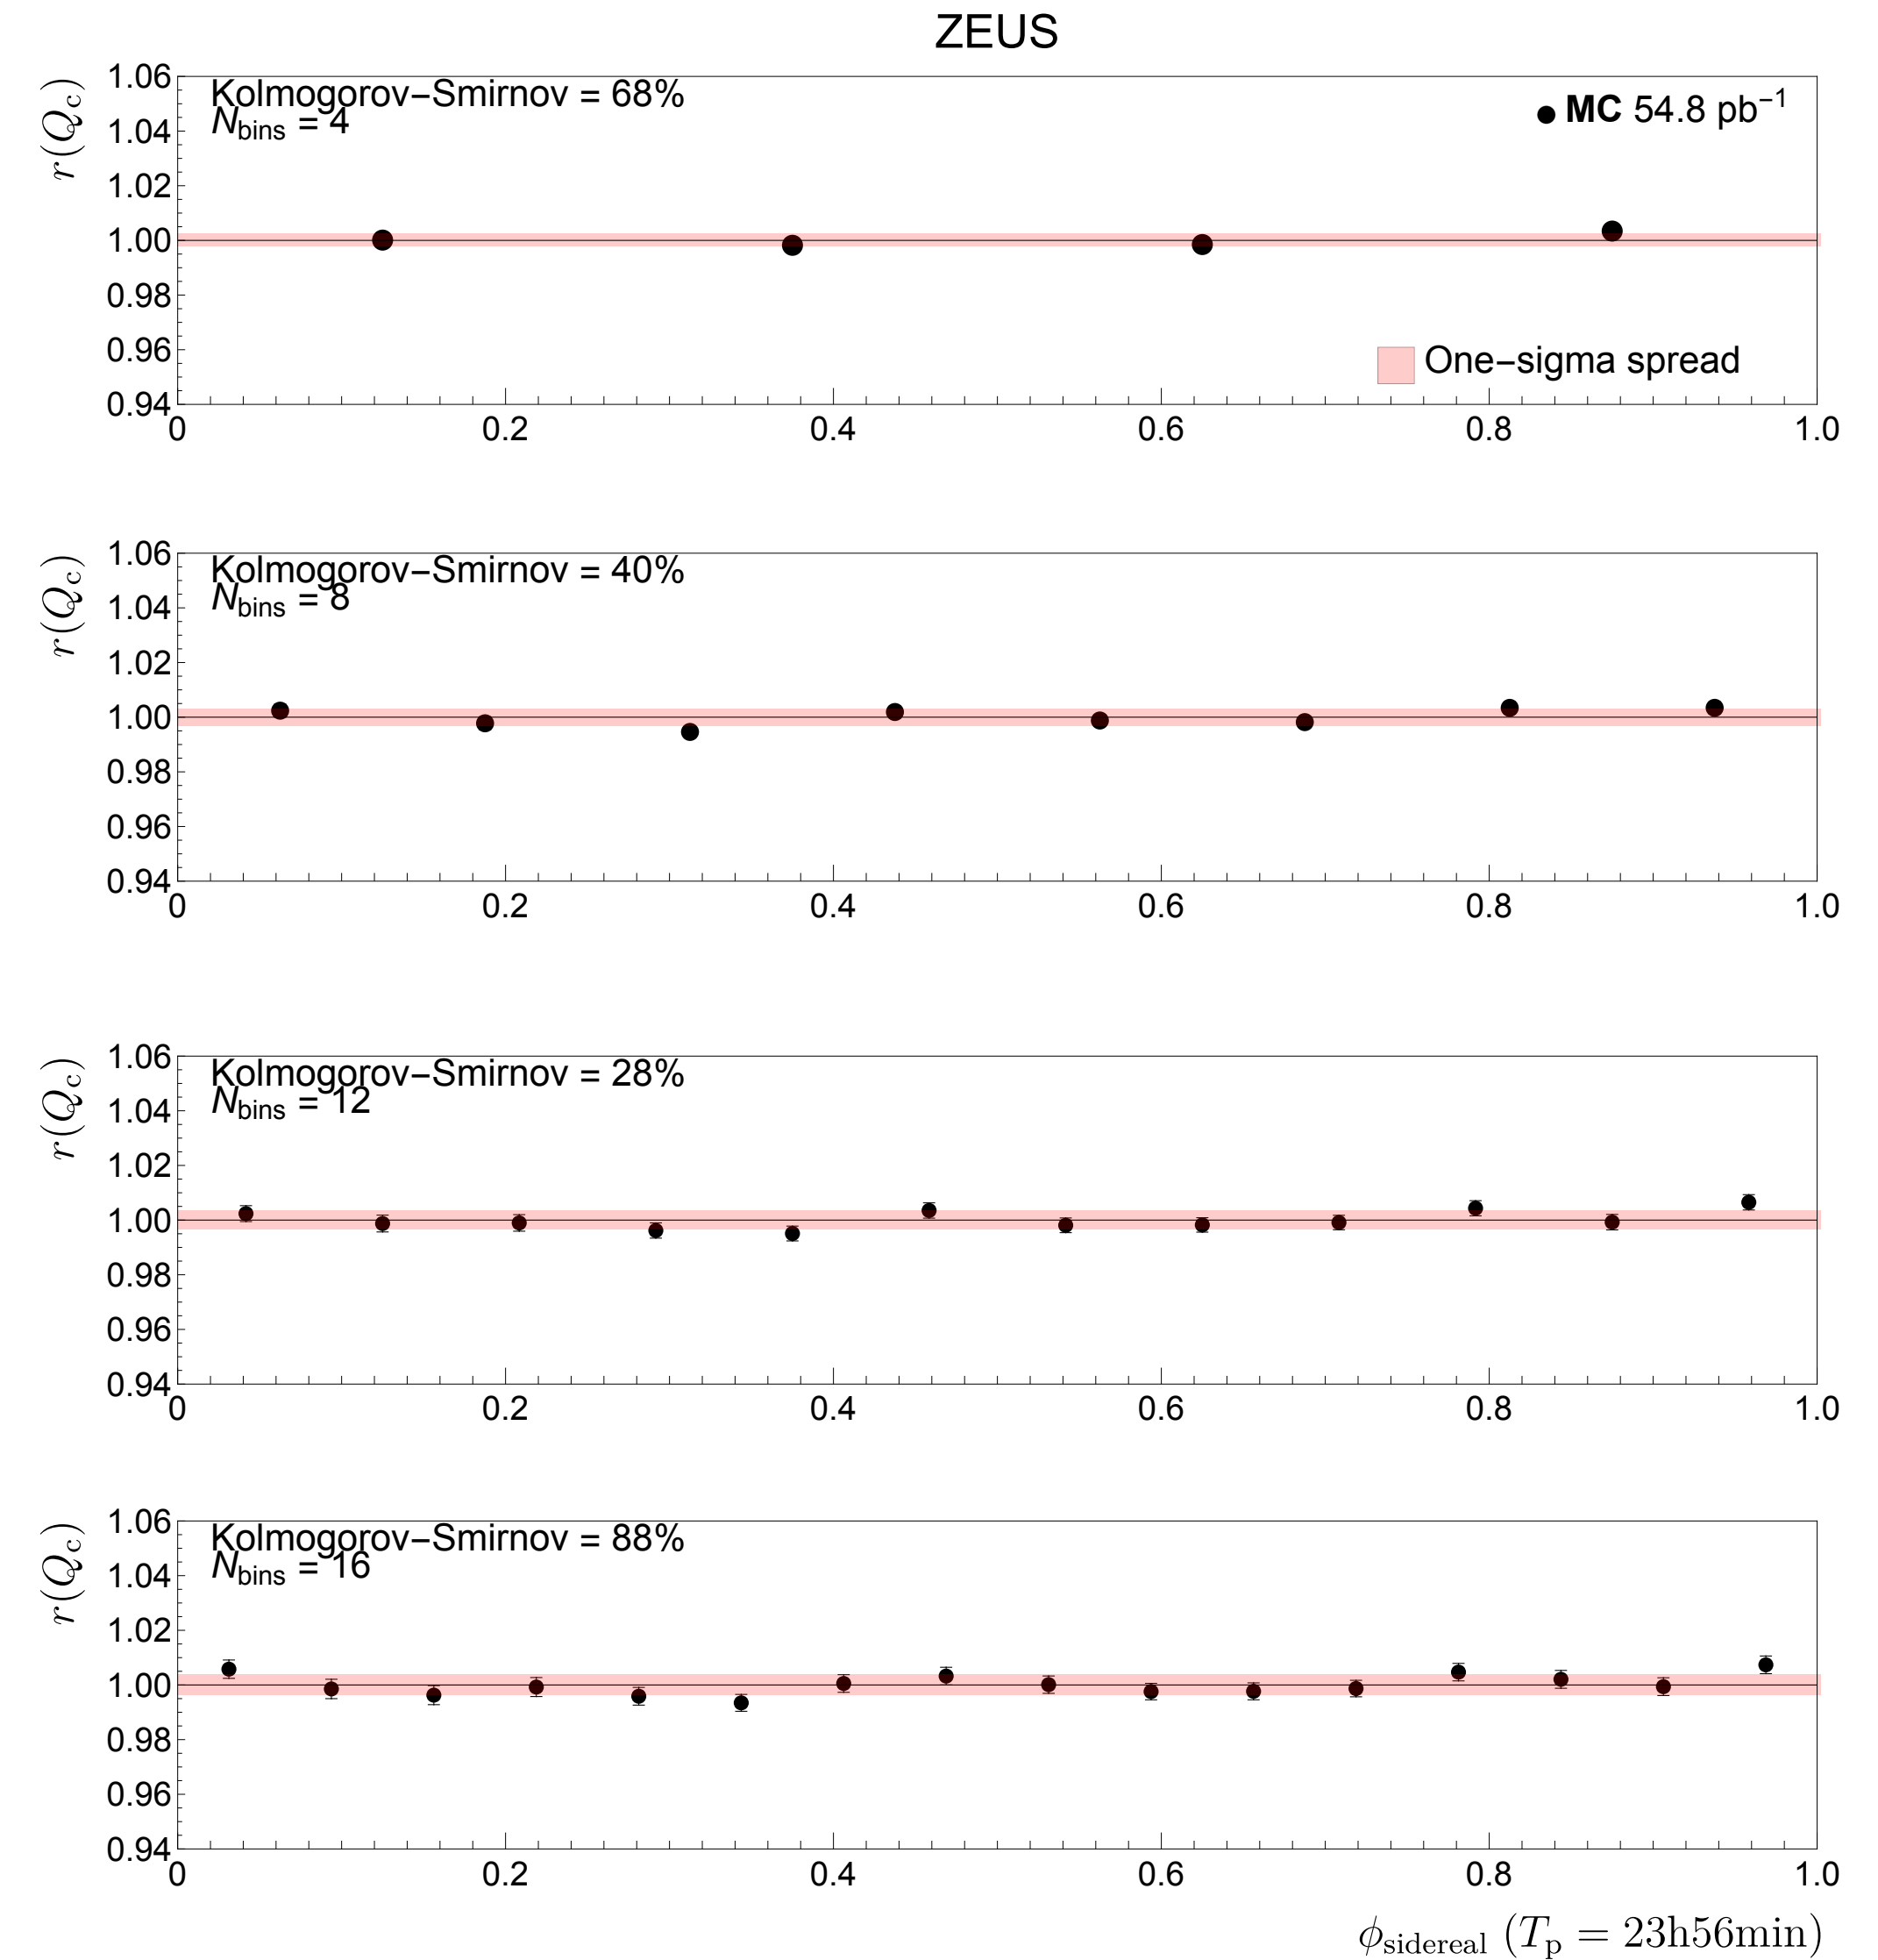 ZEUS
Kolmogorov−Smirnov = 68%
N_bins = 4
MC 54.8 pb⁻¹
One−sigma spread
r(Q_c)
1.06
1.04
1.02
1.00
0.98
0.96
0.94
0 0.2 0.4 0.6 0.8 1.0
Kolmogorov−Smirnov = 40%
N_bins = 8
r(Q_c)
1.06
1.04
1.02
1.00
0.98
0.96
0.94
0 0.2 0.4 0.6 0.8 1.0
Kolmogorov−Smirnov = 28%
N_bins = 12
r(Q_c)
1.06
1.04
1.02
1.00
0.98
0.96
0.94
0 0.2 0.4 0.6 0.8 1.0
Kolmogorov−Smirnov = 88%
N_bins = 16
r(Q_c)
1.06
1.04
1.02
1.00
0.98
0.96
0.94
0 0.2 0.4 0.6 0.8 1.0
ϕ_sidereal (T_p = 23h56min)